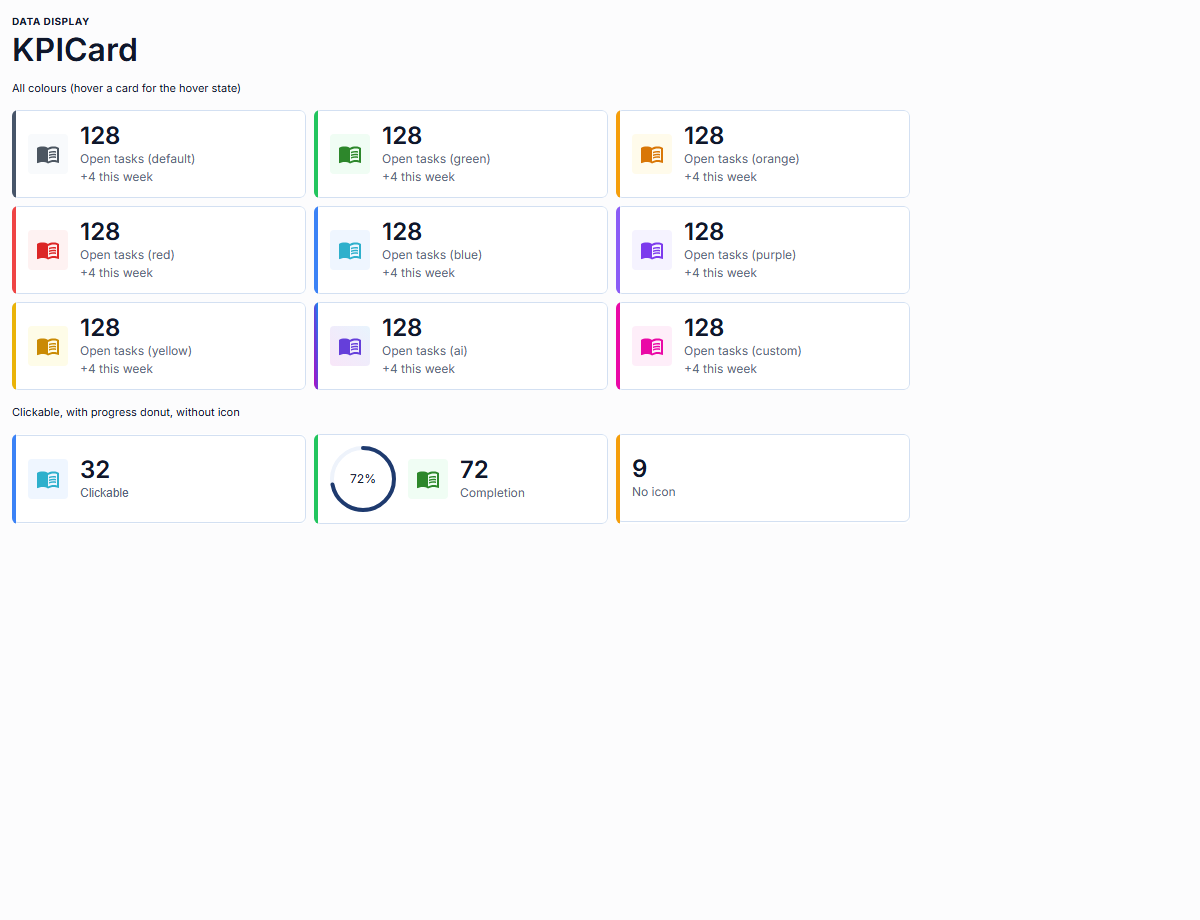 DATA DISPLAY
KPICard
All colours (hover a card for the hover state)
128
Open tasks (default)
+4 this week
128
Open tasks (green)
+4 this week
128
Open tasks (orange)
+4 this week
128
Open tasks (red)
+4 this week
128
Open tasks (blue)
+4 this week
128
Open tasks (purple)
+4 this week
128
Open tasks (yellow)
+4 this week
128
Open tasks (ai)
+4 this week
128
Open tasks (custom)
+4 this week
Clickable, with progress donut, without icon
32
Clickable
72%
72
Completion
9
No icon